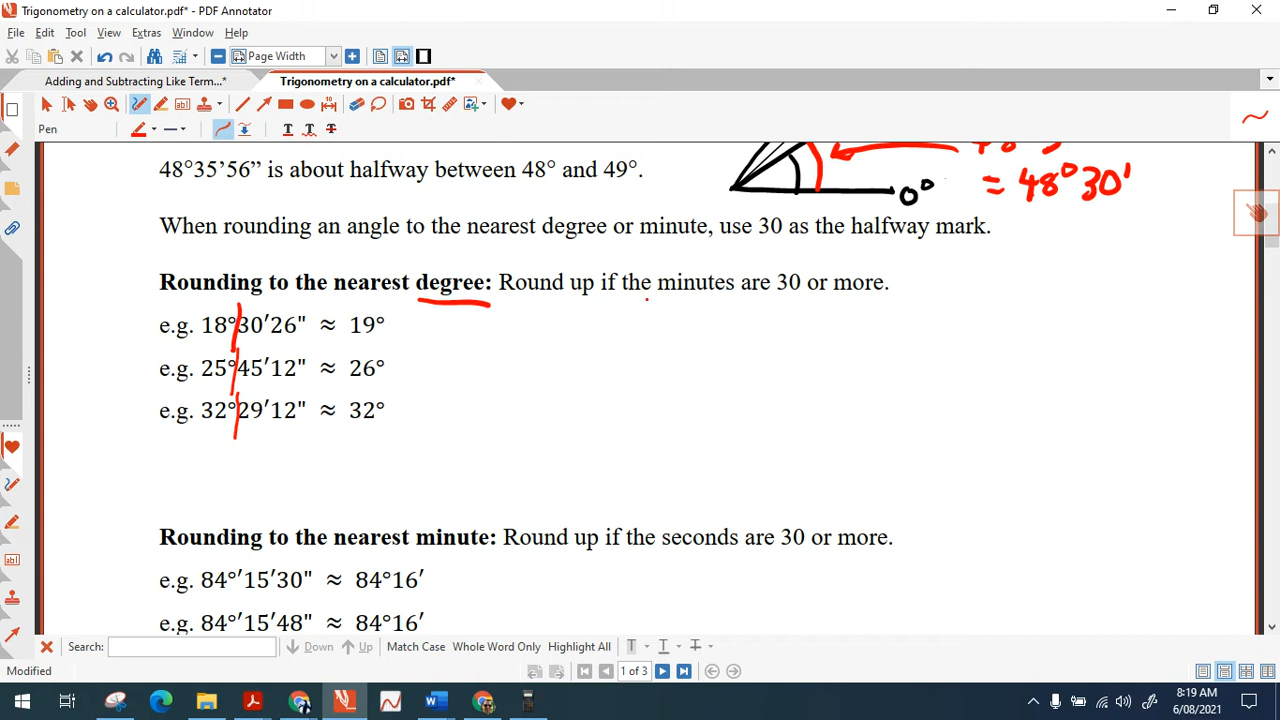 Trigonometry on a calculator.pdf* - PDF Annotator
File Edit Tool View Extras Window Help
Page Width
Adding and Subtracting Like Term...* Trigonometry on a calculator.pdf*
Pen
48°35’56” is about halfway between 48° and 49°.
0°
= 48°30'
When rounding an angle to the nearest degree or minute, use 30 as the halfway mark.
Rounding to the nearest degree: Round up if the minutes are 30 or more.
e.g. 18°30′26" ≈ 19°
e.g. 25°45′12" ≈ 26°
e.g. 32°29′12" ≈ 32°
Rounding to the nearest minute: Round up if the seconds are 30 or more.
e.g. 84°′15′30" ≈ 84°16′
e.g. 84°′15′48" ≈ 84°16′
Search: Down Up Match Case Whole Word Only Highlight All
Modified 1 of 3
8:19 AM
6/08/2021